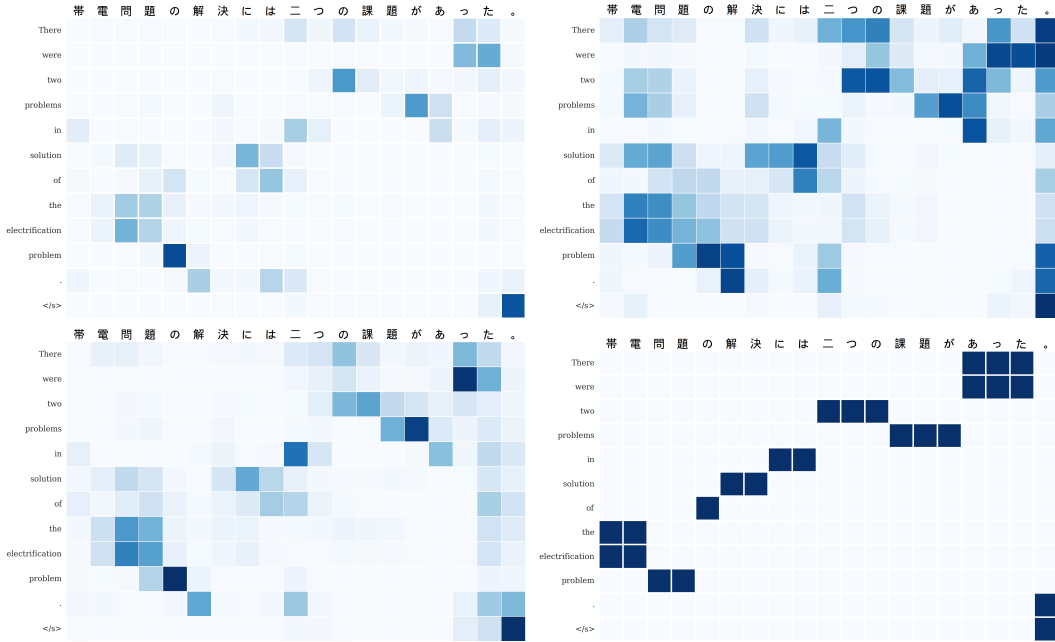 帯電問題の解決には二つの課題があった。
There
were
two
problems
in
solution
of
the
electrification
problem
.
</s>
帯電問題の解決には二つの課題があった。
There
were
two
problems
in
solution
of
the
electrification
problem
.
</s>
帯電問題の解決には二つの課題があった。
There
were
two
problems
in
solution
of
the
electrification
problem
.
</s>
帯電問題の解決には二つの課題があった。
There
were
two
problems
in
solution
of
the
electrification
problem
.
</s>